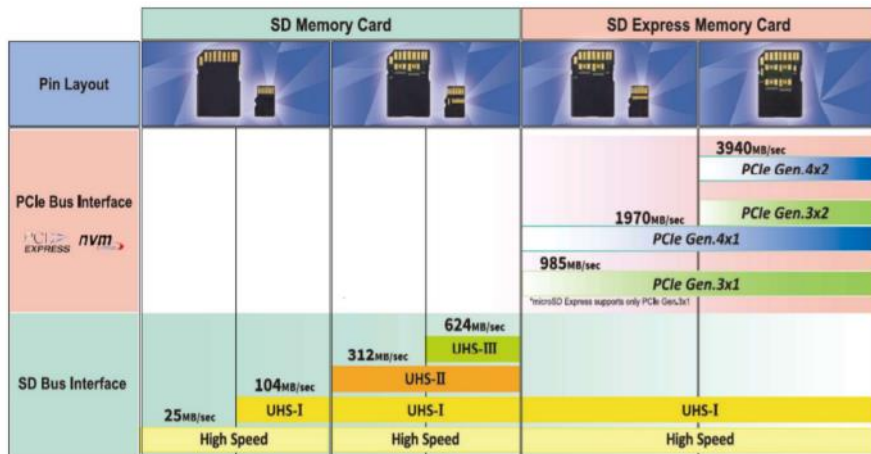 SD Memory Card
SD Express Memory Card
Pin Layout
PCIe Bus Interface
PCI EXPRESS nvm EXPRESS
3940MB/sec
PCIe Gen.4x2
PCIe Gen.3x2
1970MB/sec
PCIe Gen.4x1
985MB/sec
PCIe Gen.3x1
*microSD Express supports only PCIe Gen.3x1
SD Bus Interface
624MB/sec
UHS-III
312MB/sec
UHS-II
104MB/sec
UHS-I
UHS-I
UHS-I
25MB/sec
High Speed
High Speed
High Speed